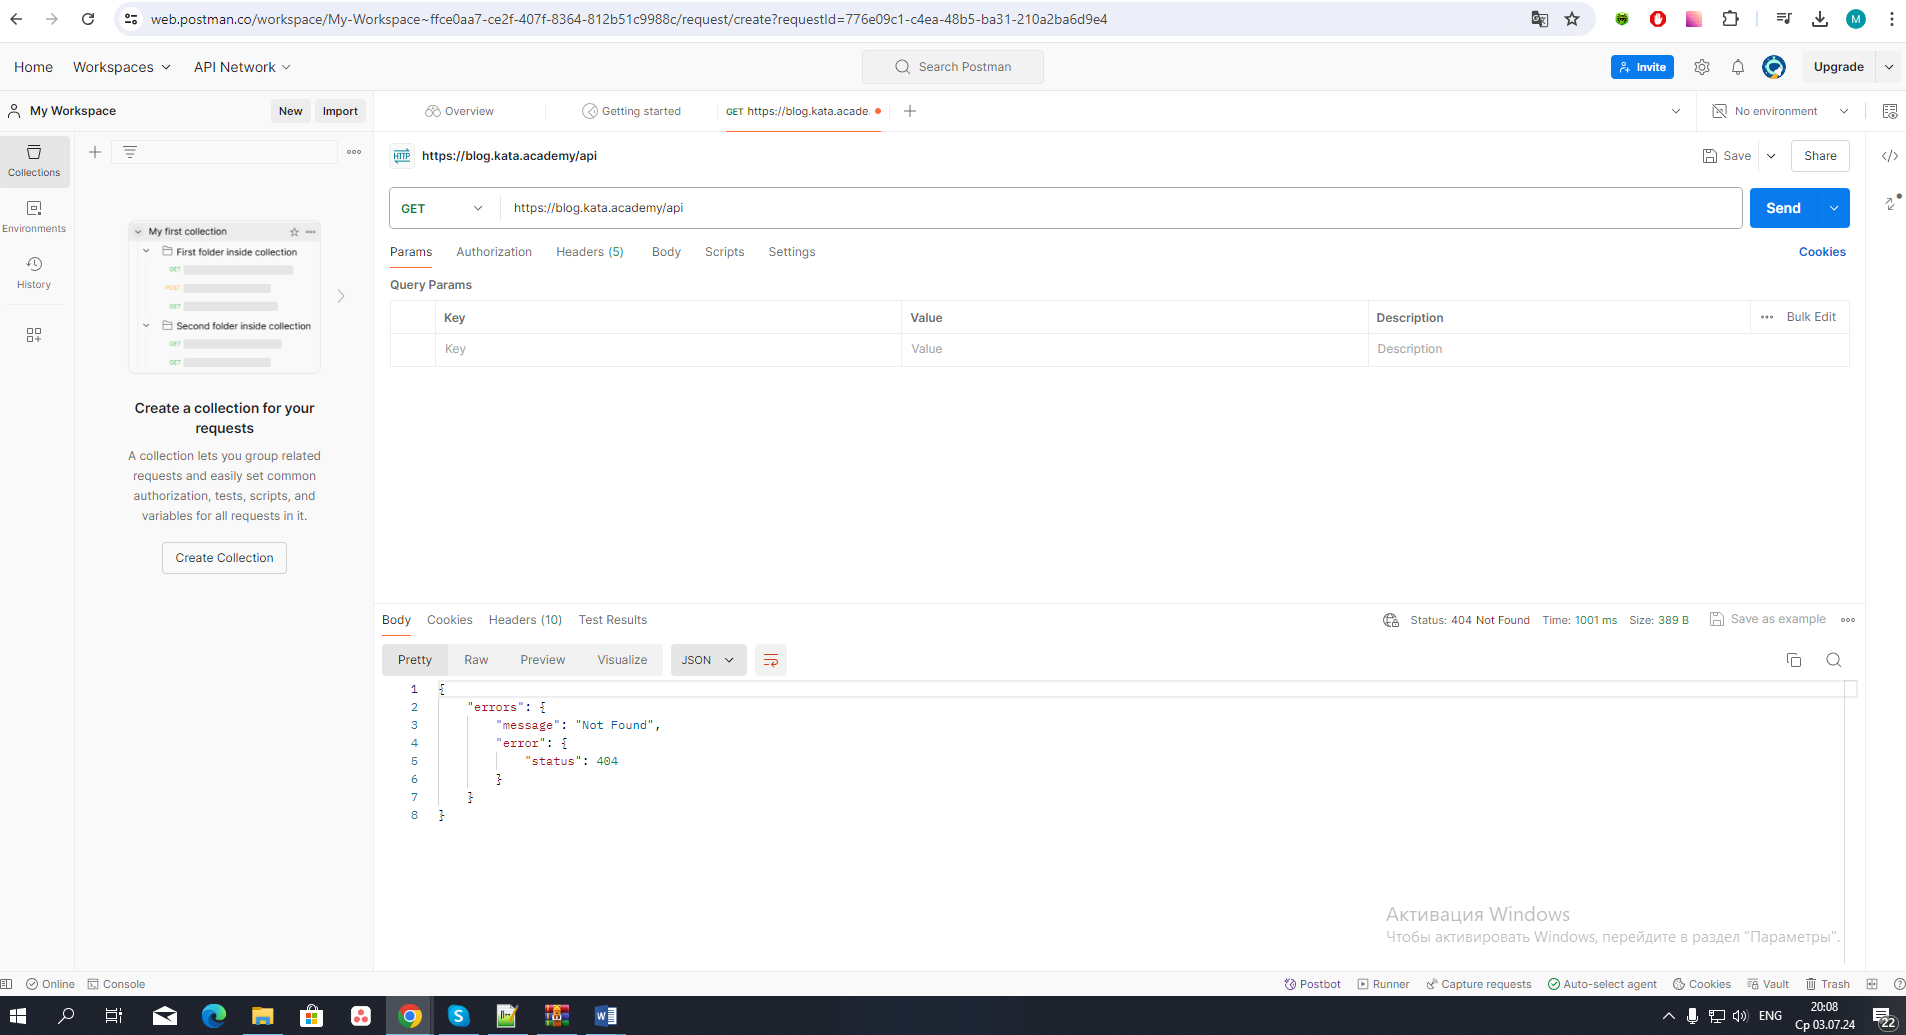 web.postman.co/workspace/My-Workspace~ffce0aa7-ce2f-407f-8364-812b51c9988c/request/create?requestId=776e09c1-c4ea-48b5-ba31-210a2ba6d9e4
M
Home Workspaces API Network Search Postman Invite Upgrade
My Workspace New Import Overview Getting started GET https://blog.kata.acade. No environment
Collections
HTTP https://blog.kata.academy/api Save Share
Environments
GET https://blog.kata.academy/api Send
History
Params Authorization Headers (5) Body Scripts Settings Cookies
Query Params
Key Value Description Bulk Edit
Key Value Description
My first collection
First folder inside collection
GET
POST
GET
Second folder inside collection
GET
GET
Create a collection for your
requests
A collection lets you group related
requests and easily set common
authorization, tests, scripts, and
variables for all requests in it.
Create Collection
Body Cookies Headers (10) Test Results Status: 404 Not Found Time: 1001 ms Size: 389 B Save as example
Pretty Raw Preview Visualize JSON
1 {
2 "errors": {
3 "message": "Not Found",
4 "error": {
5 "status": 404
6 }
7 }
8 }
Активация Windows
Чтобы активировать Windows, перейдите в раздел "Параметры".
Online Console Postbot Runner Capture requests Auto-select agent Cookies Vault Trash
ENG
20:08
Ср 03.07.24
22